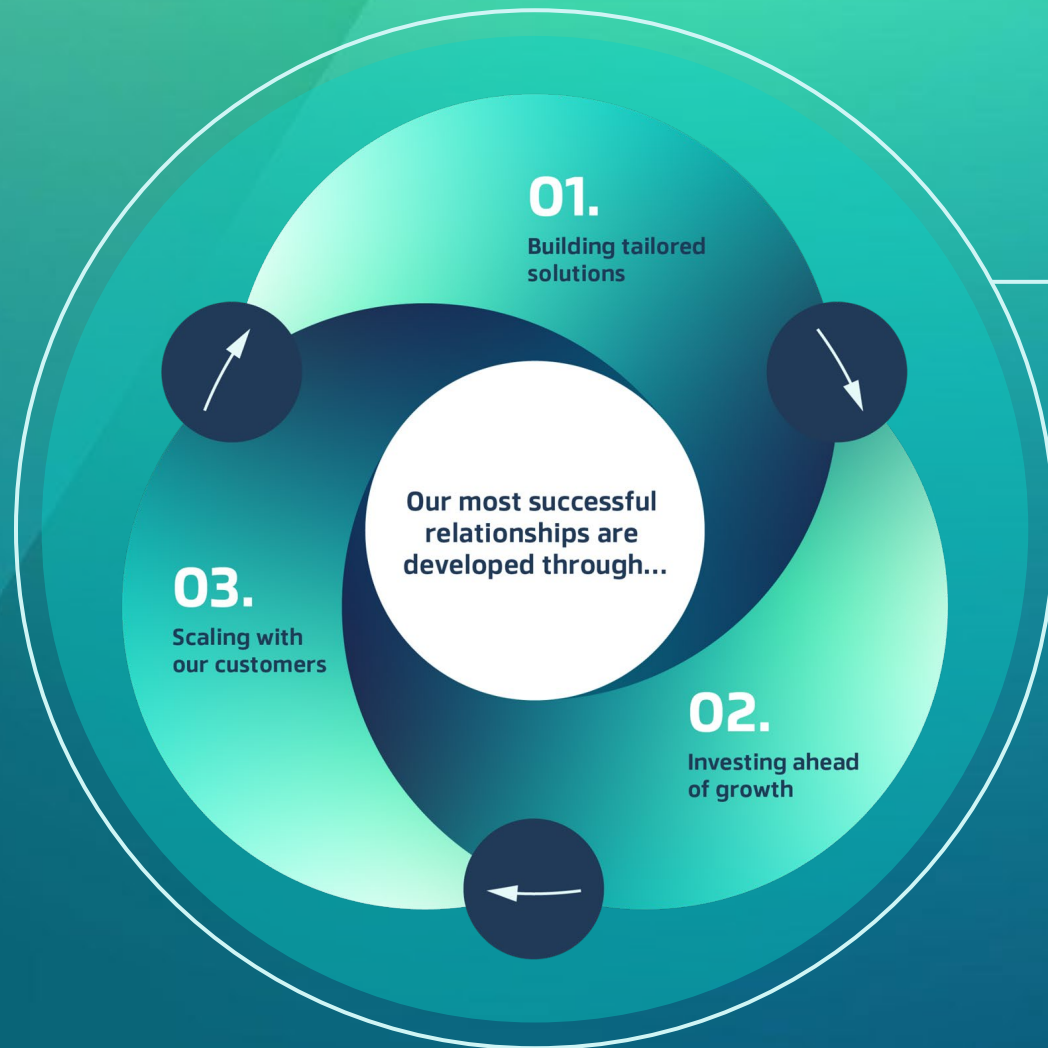 01.
Building tailored
solutions
Our most successful
relationships are
developed through...
03.
Scaling with
our customers
02.
Investing ahead
of growth